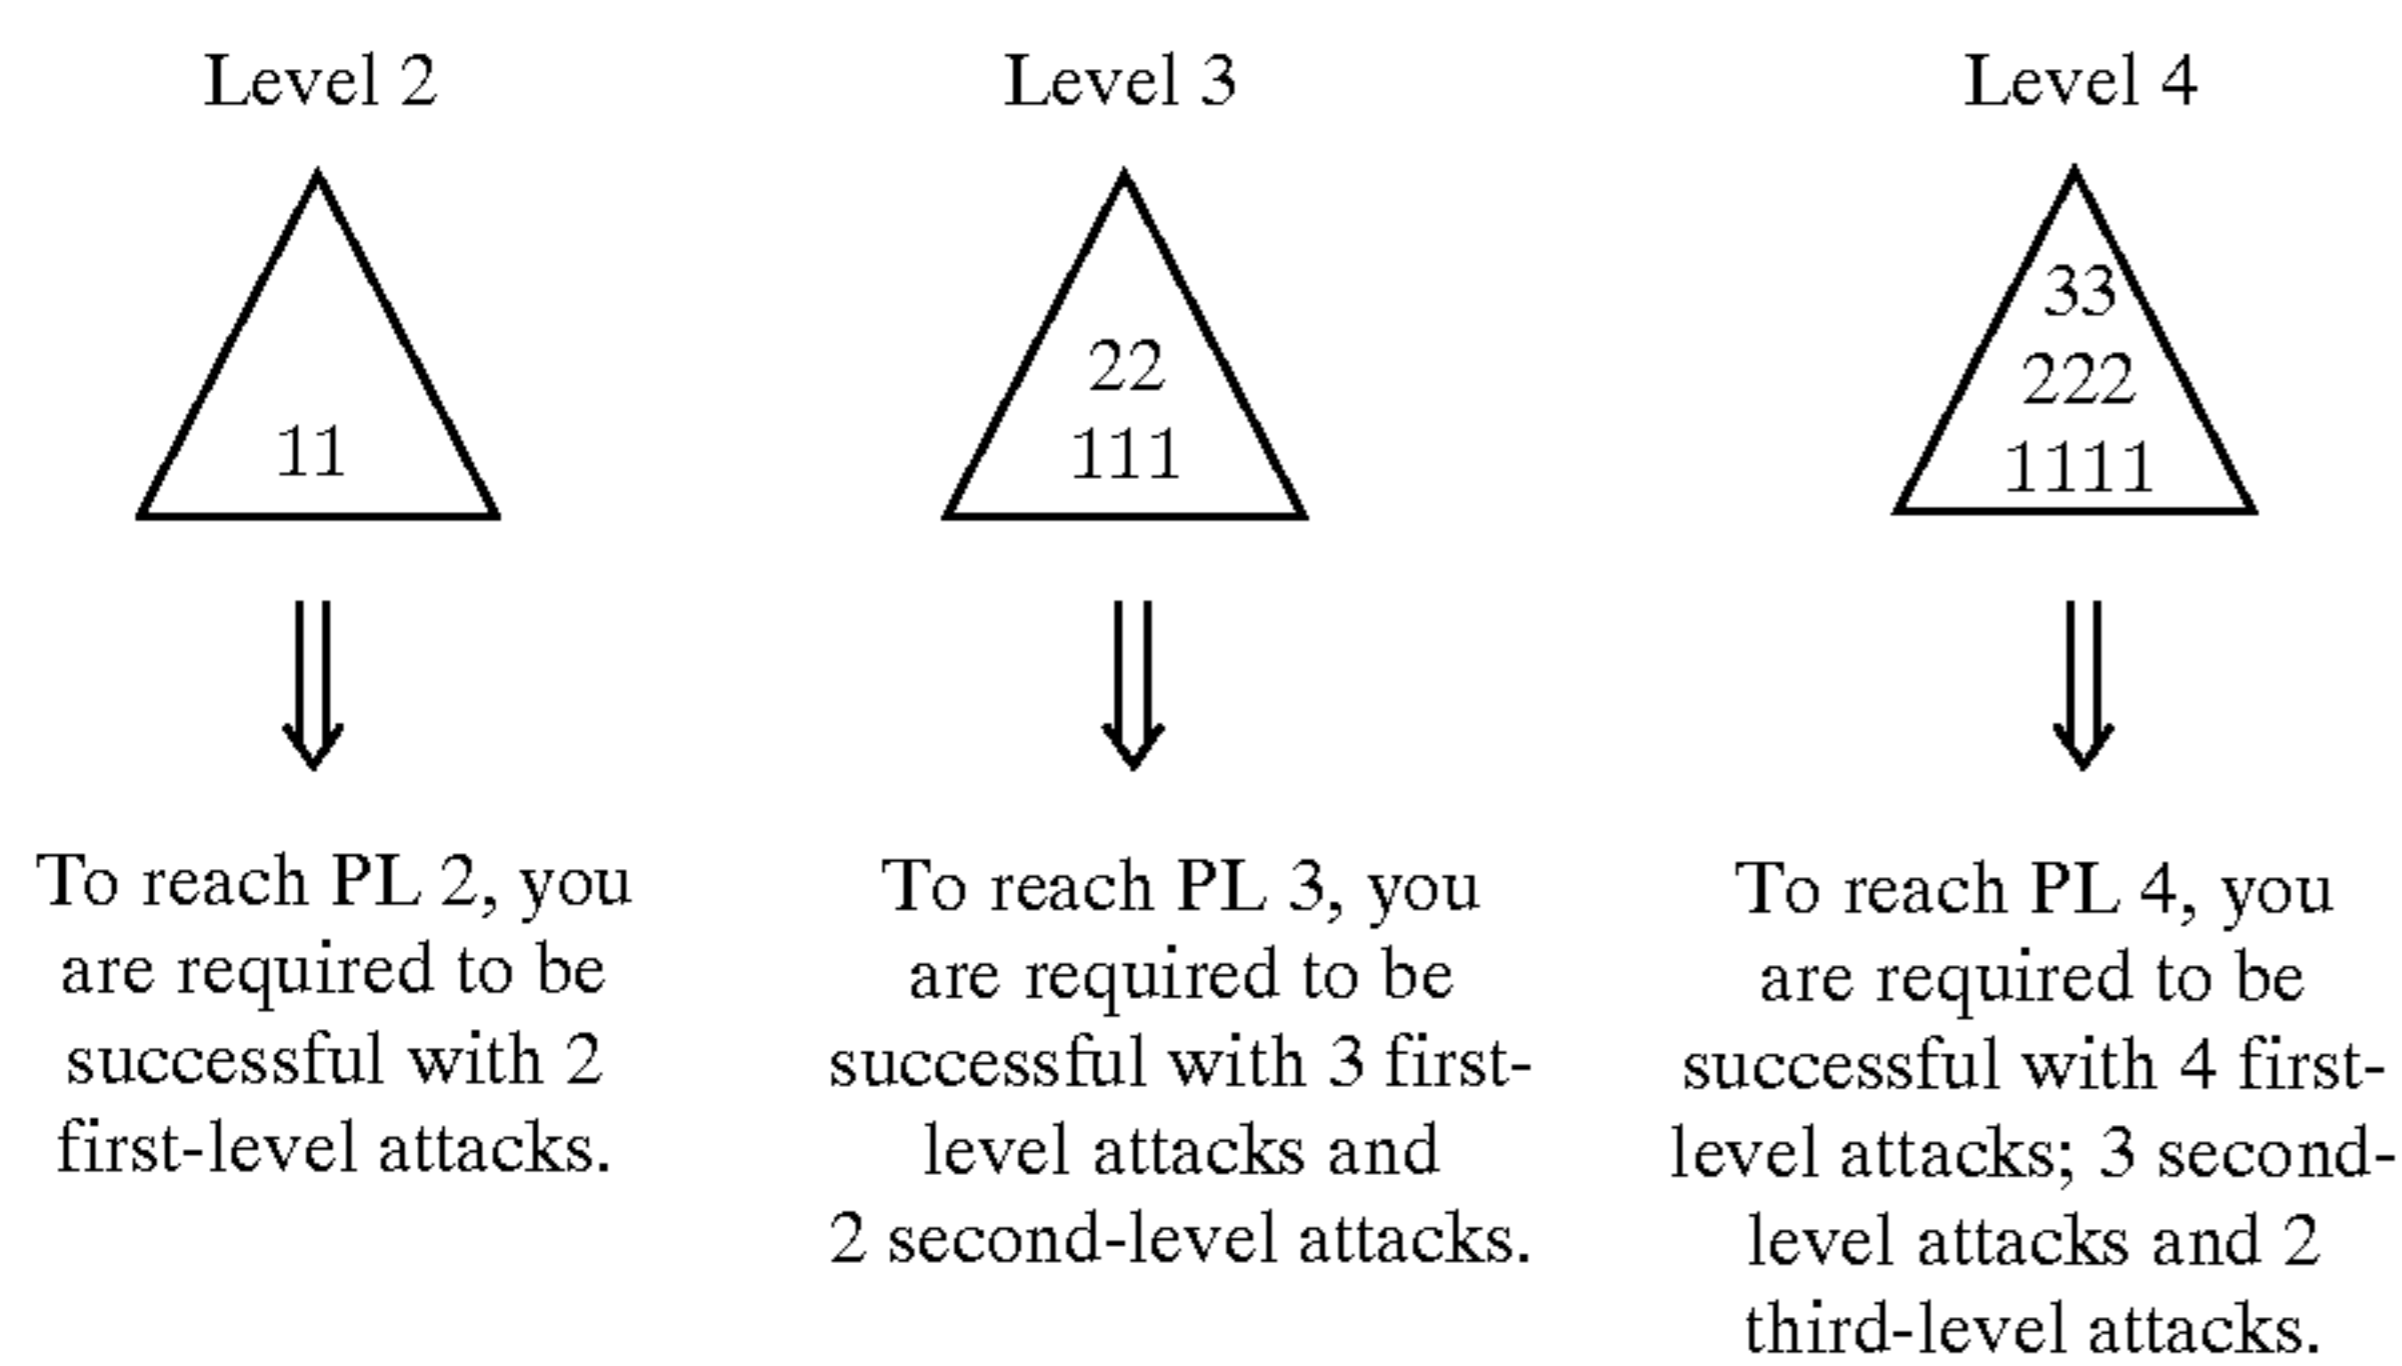 Level 2
11
To reach PL 2, you
are required to be
successful with 2
first-level attacks.
Level 3
22
111
To reach PL 3, you
are required to be
successful with 3 first-
level attacks and
2 second-level attacks.
Level 4
33
222
1111
To reach PL 4, you
are required to be
successful with 4 first-
level attacks; 3 second-
level attacks and 2
third-level attacks.